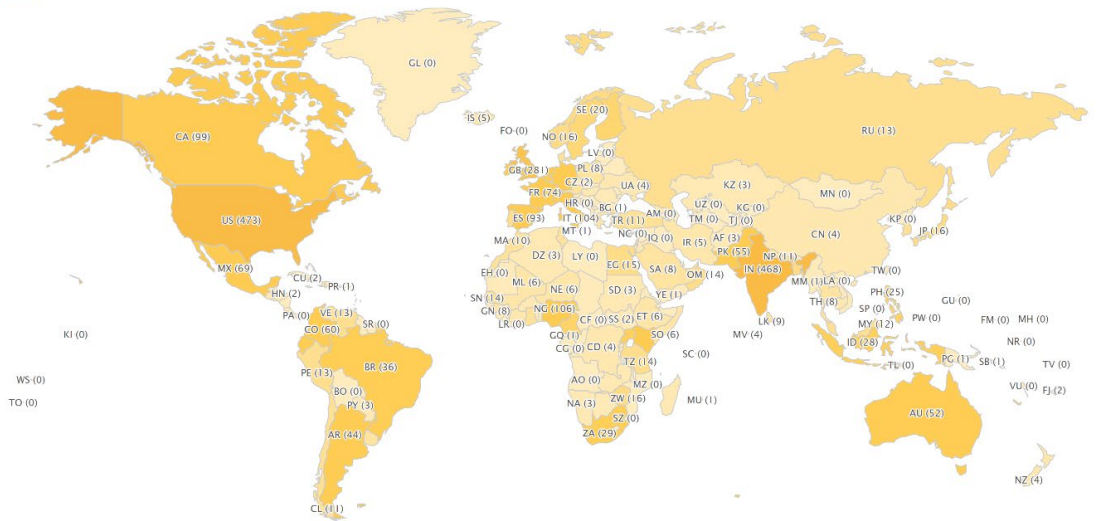 GL (0)
IS (5)
SE (20)
FO (0)
NO (16)
RU (13)
CA (99)
LV (0)
GB (281)
PL (8)
CZ (2)
UA (4)
KZ (3)
MN (0)
FR (74)
HR (0)
BG (1)
UZ (0)
KG (0)
US (473)
ES (93)
IT (104)
TR (11)
AM (0)
TM (0)
TJ (0)
KP (0)
JP (16)
MT (1)
NC (0)
IQ (0)
IR (5)
AF (3)
CN (4)
MA (10)
DZ (3)
LY (0)
EG (15)
PK (55)
NP (11)
MX (69)
CU (2)
PR (1)
EH (0)
SA (8)
OM (14)
IN (468)
TW (0)
HN (2)
ML (6)
NE (6)
SD (3)
YE (1)
MM (1)
LA (0)
PH (25)
GU (0)
SN (14)
TH (8)
PA (0)
VE (13)
GN (8)
NG (106)
CF (0)
SS (2)
ET (6)
LK (9)
SP (0)
PW (0)
FM (0)
MH (0)
CO (60)
SR (0)
LR (0)
GQ (1)
SO (6)
MV (4)
MY (12)
KI (0)
CG (0)
CD (4)
SC (0)
ID (28)
NR (0)
PE (13)
BR (36)
TZ (14)
TL (0)
PG (1)
SB (1)
TV (0)
WS (0)
BO (0)
AO (0)
MZ (0)
VU (0)
FJ (2)
TO (0)
PY (3)
NA (3)
ZW (16)
MU (1)
AU (52)
SZ (0)
AR (44)
ZA (29)
NZ (4)
CL (11)